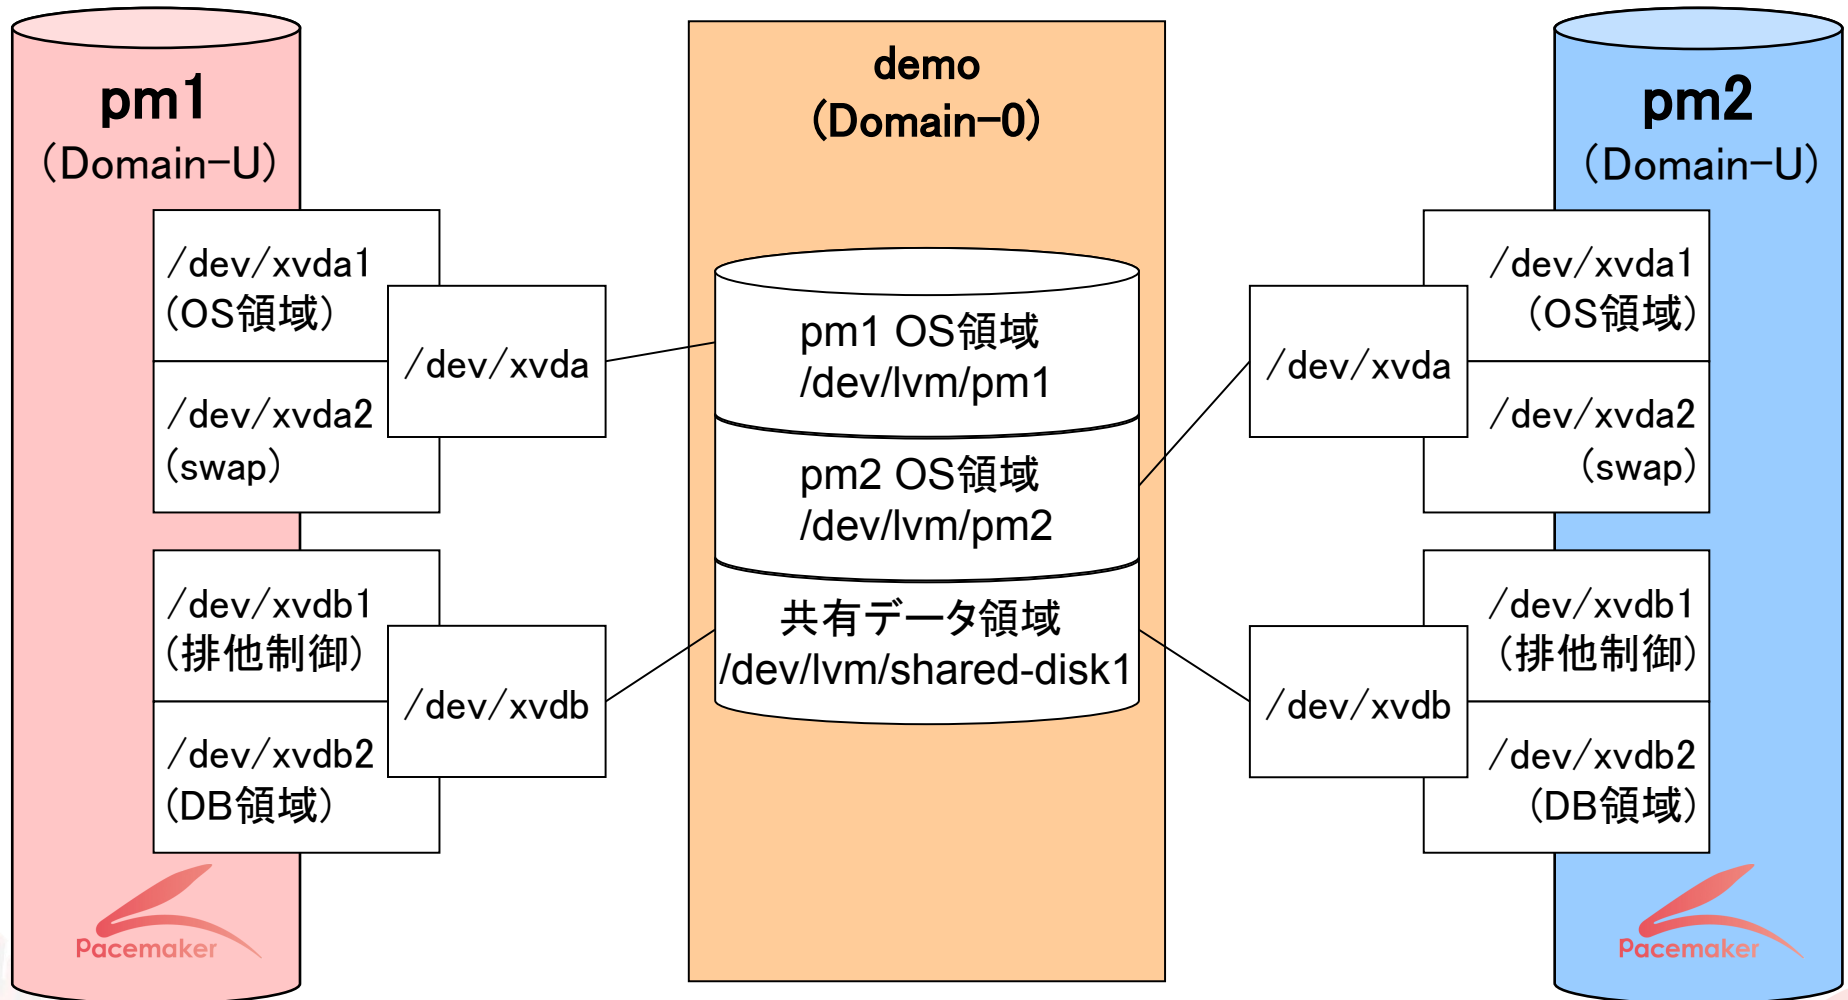 pm1
（Domain-U）
/dev/xvda1
（OS領域）
/dev/xvda2
（swap）
/dev/xvda
/dev/xvdb1
（排他制御）
/dev/xvdb2
（DB領域）
/dev/xvdb
Pacemaker
demo
（Domain-0）
pm1 OS領域
/dev/lvm/pm1
pm2 OS領域
/dev/lvm/pm2
共有データ領域
/dev/lvm/shared-disk1
pm2
（Domain-U）
/dev/xvda
/dev/xvda1
（OS領域）
/dev/xvda2
（swap）
/dev/xvdb
/dev/xvdb1
（排他制御）
/dev/xvdb2
（DB領域）
Pacemaker